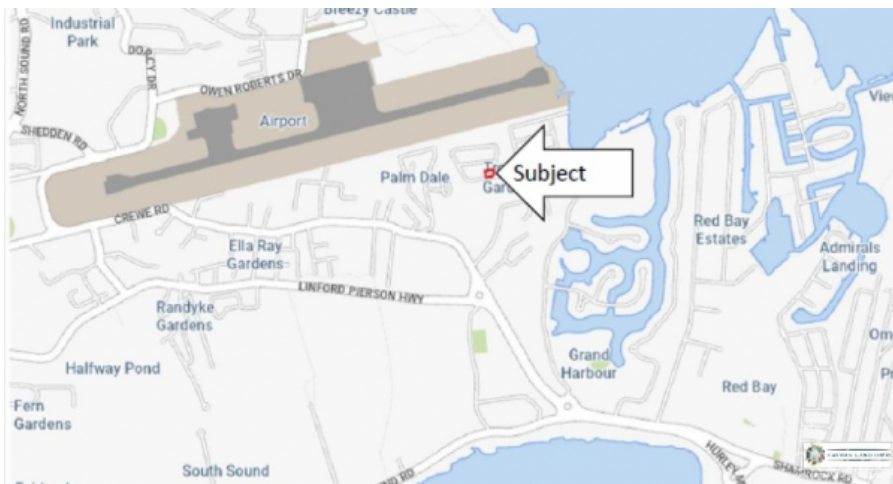 Breezy Castle
Industrial
Park
NORTH SOUND RD
DORCY DR
OWEN ROBERTS DR
SHEDDEN RD
Airport
Palm Dale
Subject
CREWE RD
Ella Ray
Gardens
Red Bay
Estates
Admirals
Landing
LINFORD PIERSON HWY
Randyke
Gardens
Halfway Pond
Grand
Harbour
Red Bay
Fern
Gardens
South Sound
SHAMROCK RD